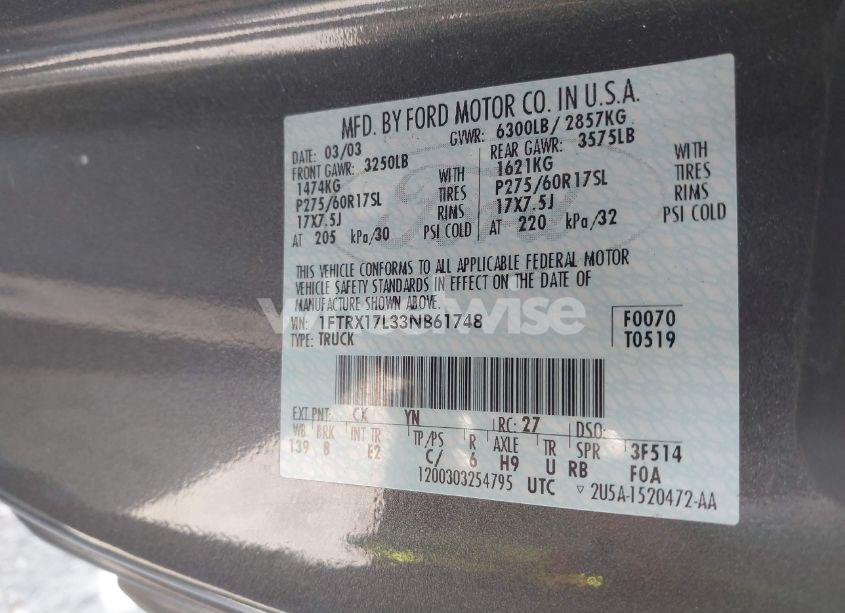 MFD. BY FORD MOTOR CO. IN U.S.A.
DATE: 03/03 GVWR: 6300LB/ 2857KG
FRONT GAWR: 3250LB REAR GAWR: 3575LB
1474KG WITH 1621KG WITH
P275/60R17SL TIRES P275/60R17SL TIRES
17X7.5J RIMS 17X7.5J RIMS
AT 205 kPa/30 PSI COLD AT 220 kPa/32 PSI COLD
THIS VEHICLE CONFORMS TO ALL APPLICABLE FEDERAL MOTOR
VEHICLE SAFETY STANDARDS IN EFFECT ON THE DATE OF
MANUFACTURE SHOWN ABOVE.
VIN: 1FTRX17L33NB61748 F0070
TYPE: TRUCK T0519
EXT PNT: CX YN RC: 27 DSO:
WB BRK INT TR TP/PS R AXLE TR SPR 3F514
139 B E2 C/ 6 H9 U RB F0A
1200303254795 UTC ▽ 2U5A-1520472-AA